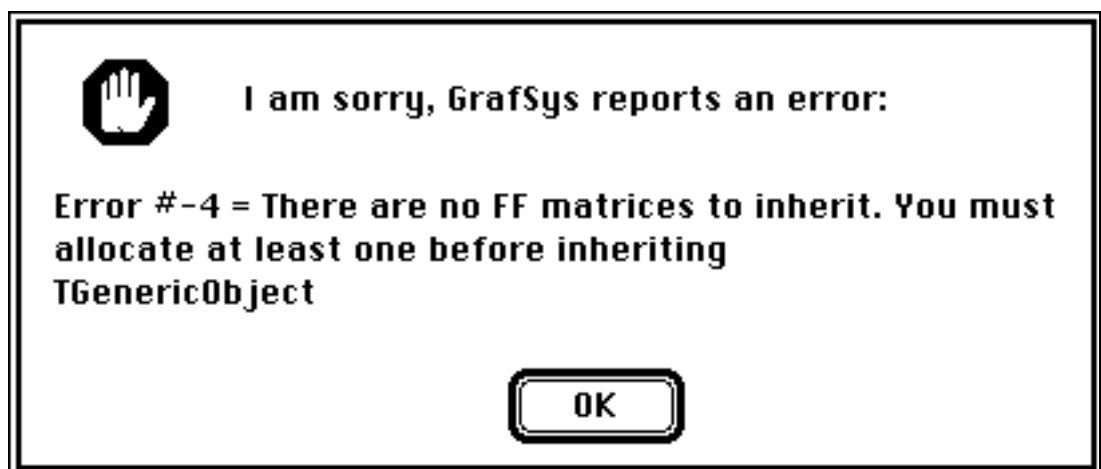 I am sorry, GrafSys reports an error:
Error #-4 = There are no FF matrices to inherit. You must
allocate at least one before inheriting
TGenericObject
OK